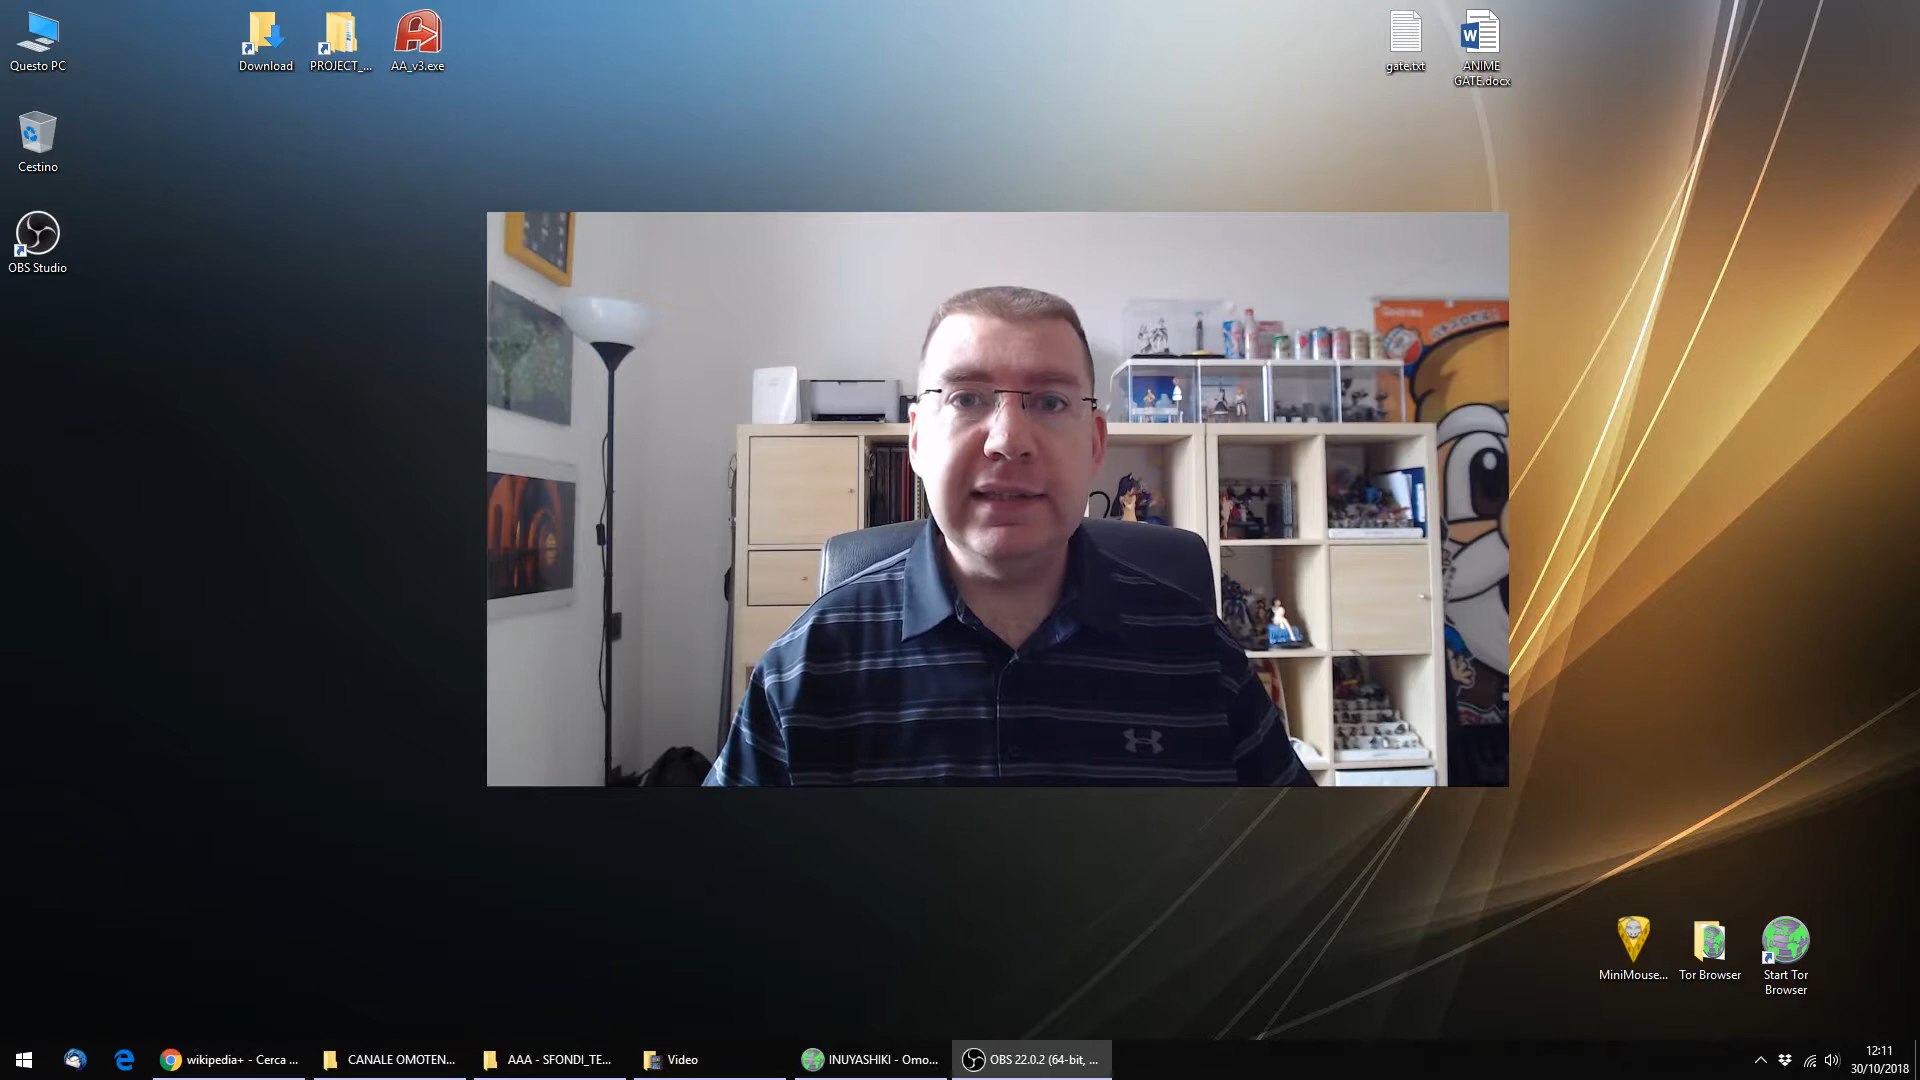 Questo PC
Download
PROJECT_...
AA_v3.exe
gate.txt
ANIME
GATE.docx
Cestino
OBS Studio
MiniMouse...
Tor Browser
Start Tor
Browser
wikipedia+ - Cerca ...
CANALE OMOTEN...
AAA - SFONDI_TE...
Video
INUYASHIKI - Omo...
OBS 22.0.2 (64-bit, ...
12:11
30/10/2018